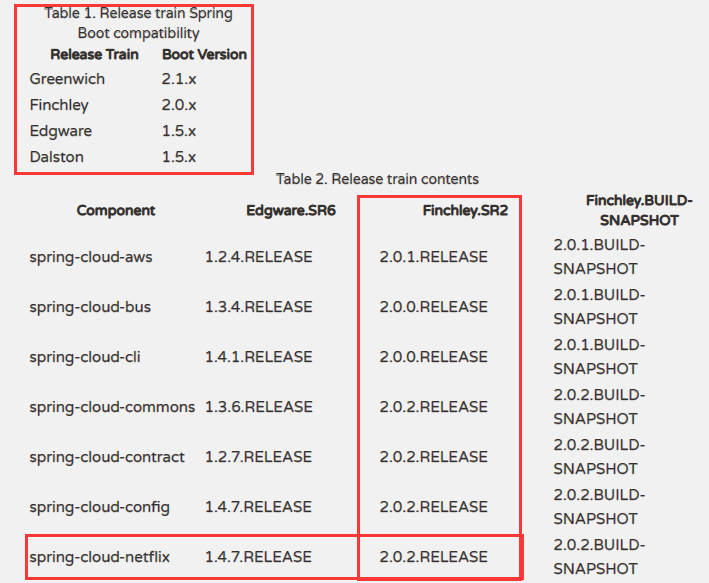 Table 1. Release train Spring
Boot compatibility
Release Train Boot Version
Greenwich 2.1.x
Finchley 2.0.x
Edgware 1.5.x
Dalston 1.5.x
Table 2. Release train contents
Component Edgware.SR6 Finchley.SR2 Finchley.BUILD-
SNAPSHOT
spring-cloud-aws 1.2.4.RELEASE 2.0.1.RELEASE 2.0.1.BUILD-
SNAPSHOT
spring-cloud-bus 1.3.4.RELEASE 2.0.0.RELEASE 2.0.1.BUILD-
SNAPSHOT
spring-cloud-cli 1.4.1.RELEASE 2.0.0.RELEASE 2.0.1.BUILD-
SNAPSHOT
spring-cloud-commons 1.3.6.RELEASE 2.0.2.RELEASE 2.0.2.BUILD-
SNAPSHOT
spring-cloud-contract 1.2.7.RELEASE 2.0.2.RELEASE 2.0.2.BUILD-
SNAPSHOT
spring-cloud-config 1.4.7.RELEASE 2.0.2.RELEASE 2.0.2.BUILD-
SNAPSHOT
spring-cloud-netflix 1.4.7.RELEASE 2.0.2.RELEASE 2.0.2.BUILD-
SNAPSHOT